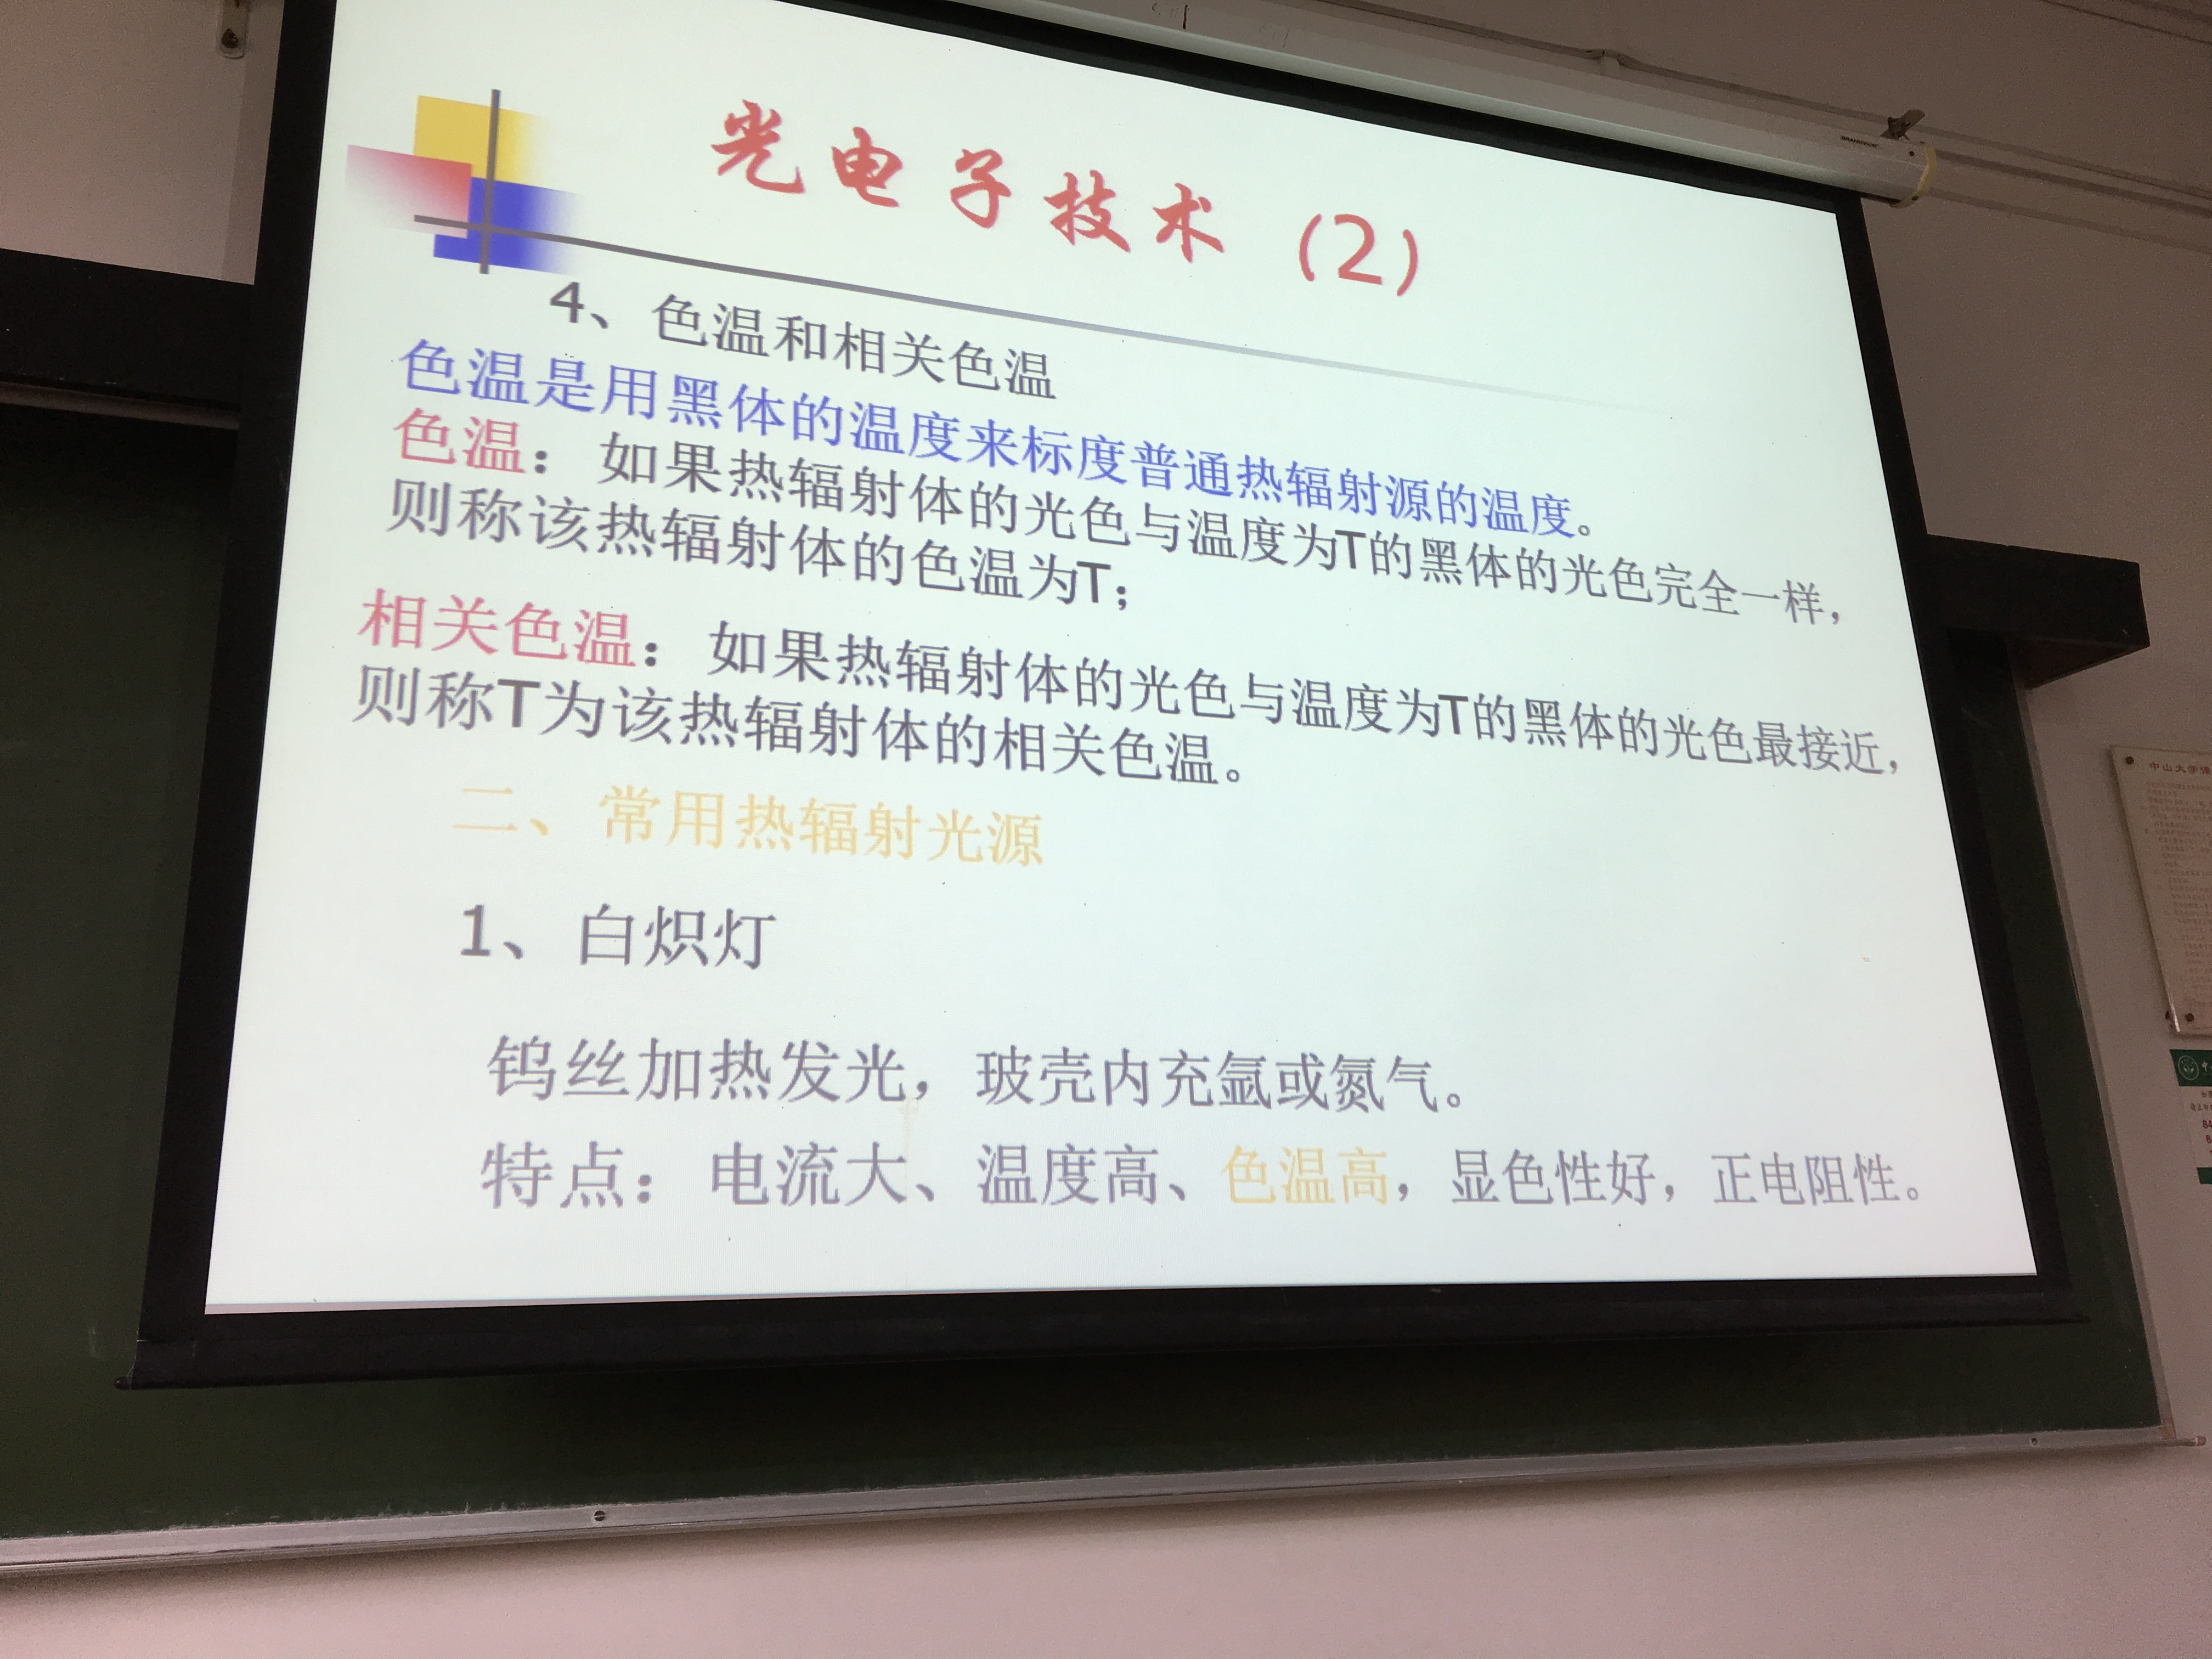 光电子技术（2）
4、色温和相关色温
色温是用黑体的温度来标度普通热辐射源的温度。
色温：如果热辐射体的光色与温度为T的黑体的光色完全一样，
则称该热辐射体的色温为T；
相关色温：如果热辐射体的光色与温度为T的黑体的光色最接近，
则称T为该热辐射体的相关色温。
二、常用热辐射光源
1、白炽灯
钨丝加热发光，玻壳内充氩或氮气。
特点：电流大、温度高、色温高，显色性好，正电阻性。
中山大学